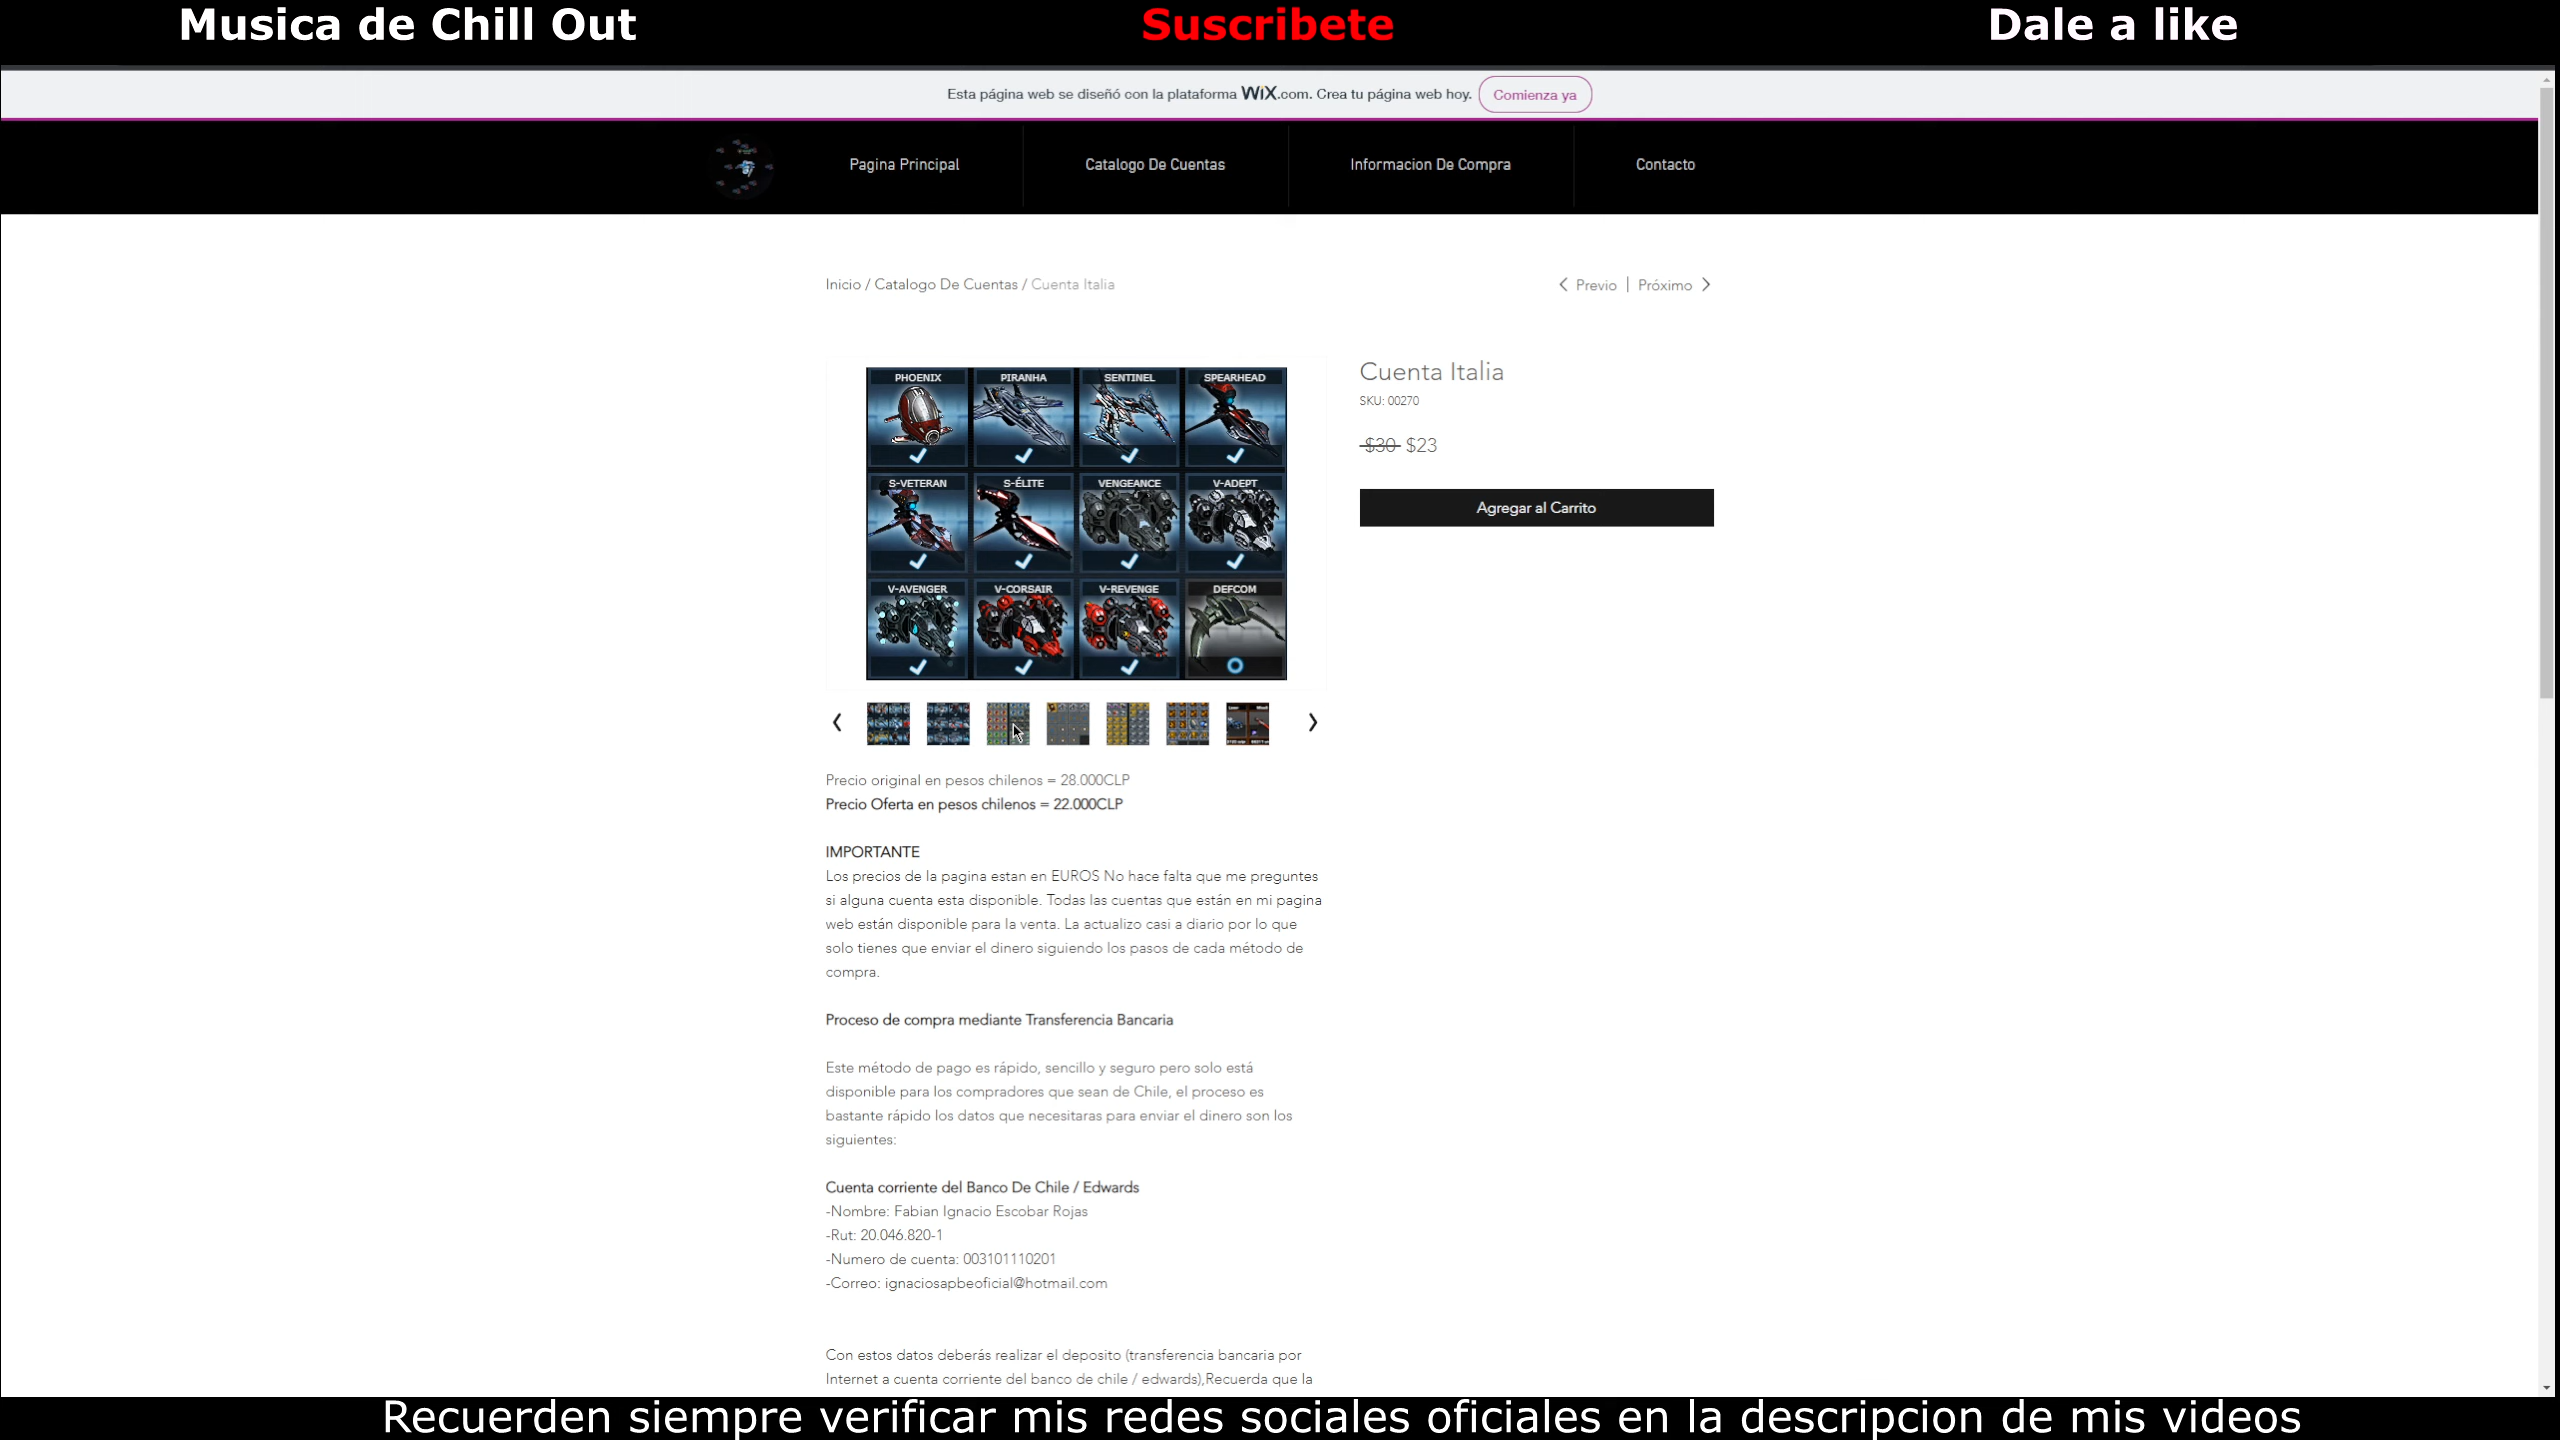 Musica de Chill Out Suscribete Dale a like
Esta página web se diseñó con la plataforma WiX.com. Crea tu página web hoy. Comienza ya
Pagina Principal Catalogo De Cuentas Informacion De Compra Contacto
Inicio / Catalogo De Cuentas / Cuenta Italia
Previo | Próximo
PHOENIX PIRANHA SENTINEL SPEARHEAD
S-VETERAN S-ÉLITE VENGEANCE V-ADEPT
V-AVENGER V-CORSAIR V-REVENGE DEFCOM
Cuenta Italia
SKU: 00270
$30 $23
Agregar al Carrito
Precio original en pesos chilenos = 28.000CLP
Precio Oferta en pesos chilenos = 22.000CLP
IMPORTANTE
Los precios de la pagina estan en EUROS No hace falta que me preguntes
si alguna cuenta esta disponible. Todas las cuentas que están en mi pagina
web están disponible para la venta. La actualizo casi a diario por lo que
solo tienes que enviar el dinero siguiendo los pasos de cada método de
compra.
Proceso de compra mediante Transferencia Bancaria
Este método de pago es rápido, sencillo y seguro pero solo está
disponible para los compradores que sean de Chile, el proceso es
bastante rápido los datos que necesitaras para enviar el dinero son los
siguientes:
Cuenta corriente del Banco De Chile / Edwards
-Nombre: Fabian Ignacio Escobar Rojas
-Rut: 20.046.820-1
-Numero de cuenta: 003101110201
-Correo: ignaciosapbeoficial@hotmail.com
Con estos datos deberás realizar el deposito (transferencia bancaria por
Internet a cuenta corriente del banco de chile / edwards),Recuerda que la
Recuerden siempre verificar mis redes sociales oficiales en la descripcion de mis videos